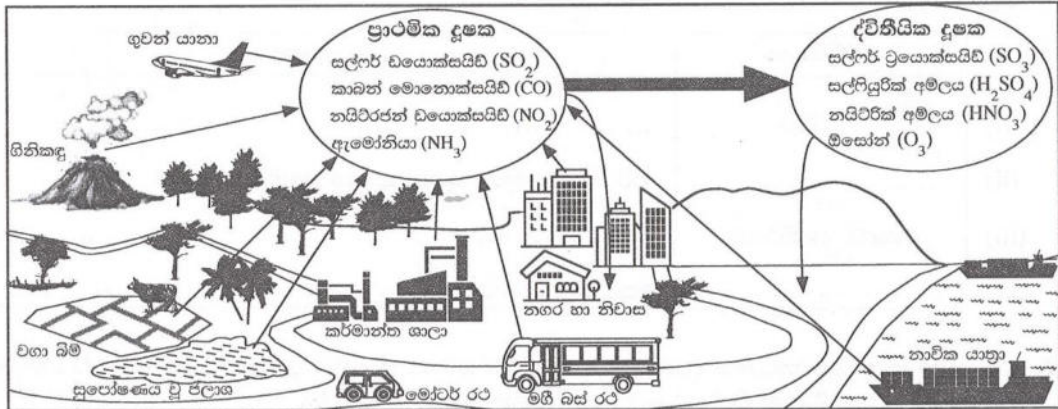 ගුවන් යානා
ප්‍රාථමික දූෂක
සල්ෆර් ඩයොක්සයිඩ් (SO2)
කාබන් මොනොක්සයිඩ් (CO)
නයිට්රජන් ඩයොක්සයිඩ් (NO2)
ඇමෝනියා (NH3)
ද්විතීයික දූෂක
සල්ෆර් ට්‍රයොක්සයිඩ් (SO3)
සල්ෆියුරික් අම්ලය (H2SO4)
නයිට්රික් අම්ලය (HNO3)
ඕසෝන් (O3)
ගිනිකඳු
වගා බිම්
සුපෝෂණය වූ ජලාශ
කර්මාන්ත ශාලා
මෝටර් රථ
මගී බස් රථ
නගර හා නිවාස
නාවික යාත්‍රා